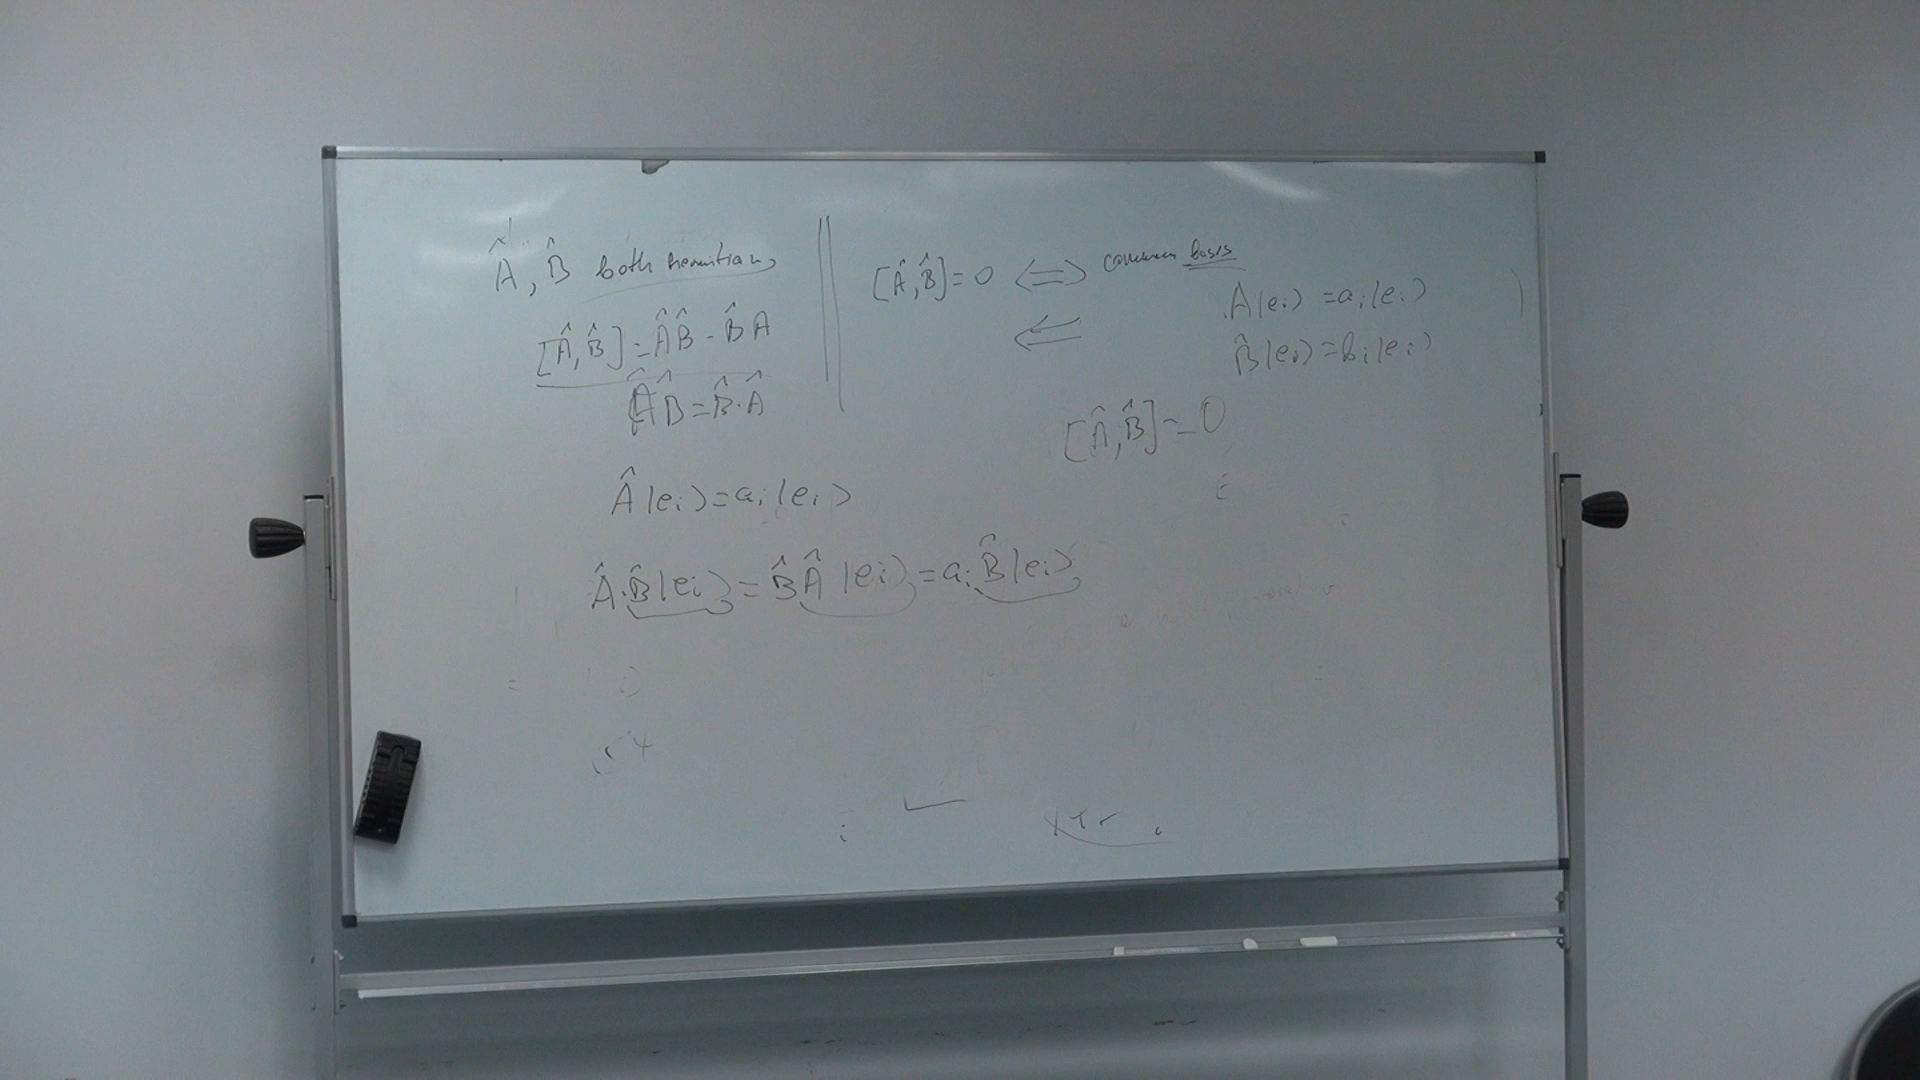 Â, B̂ both hermitian,
[Â, B̂] = ÂB̂ - B̂A
ÂB̂ = B̂·Â
Â|eᵢ⟩ = aᵢ|eᵢ⟩
Â·B̂|eᵢ⟩ = B̂Â|eᵢ⟩ = aᵢB̂|eᵢ⟩
[Â, B̂] = 0 ⟺ common basis
⟸
A|eᵢ⟩ = aᵢ|eᵢ⟩
B̂|eᵢ⟩ = bᵢ|eᵢ⟩
[Â, B̂] = 0